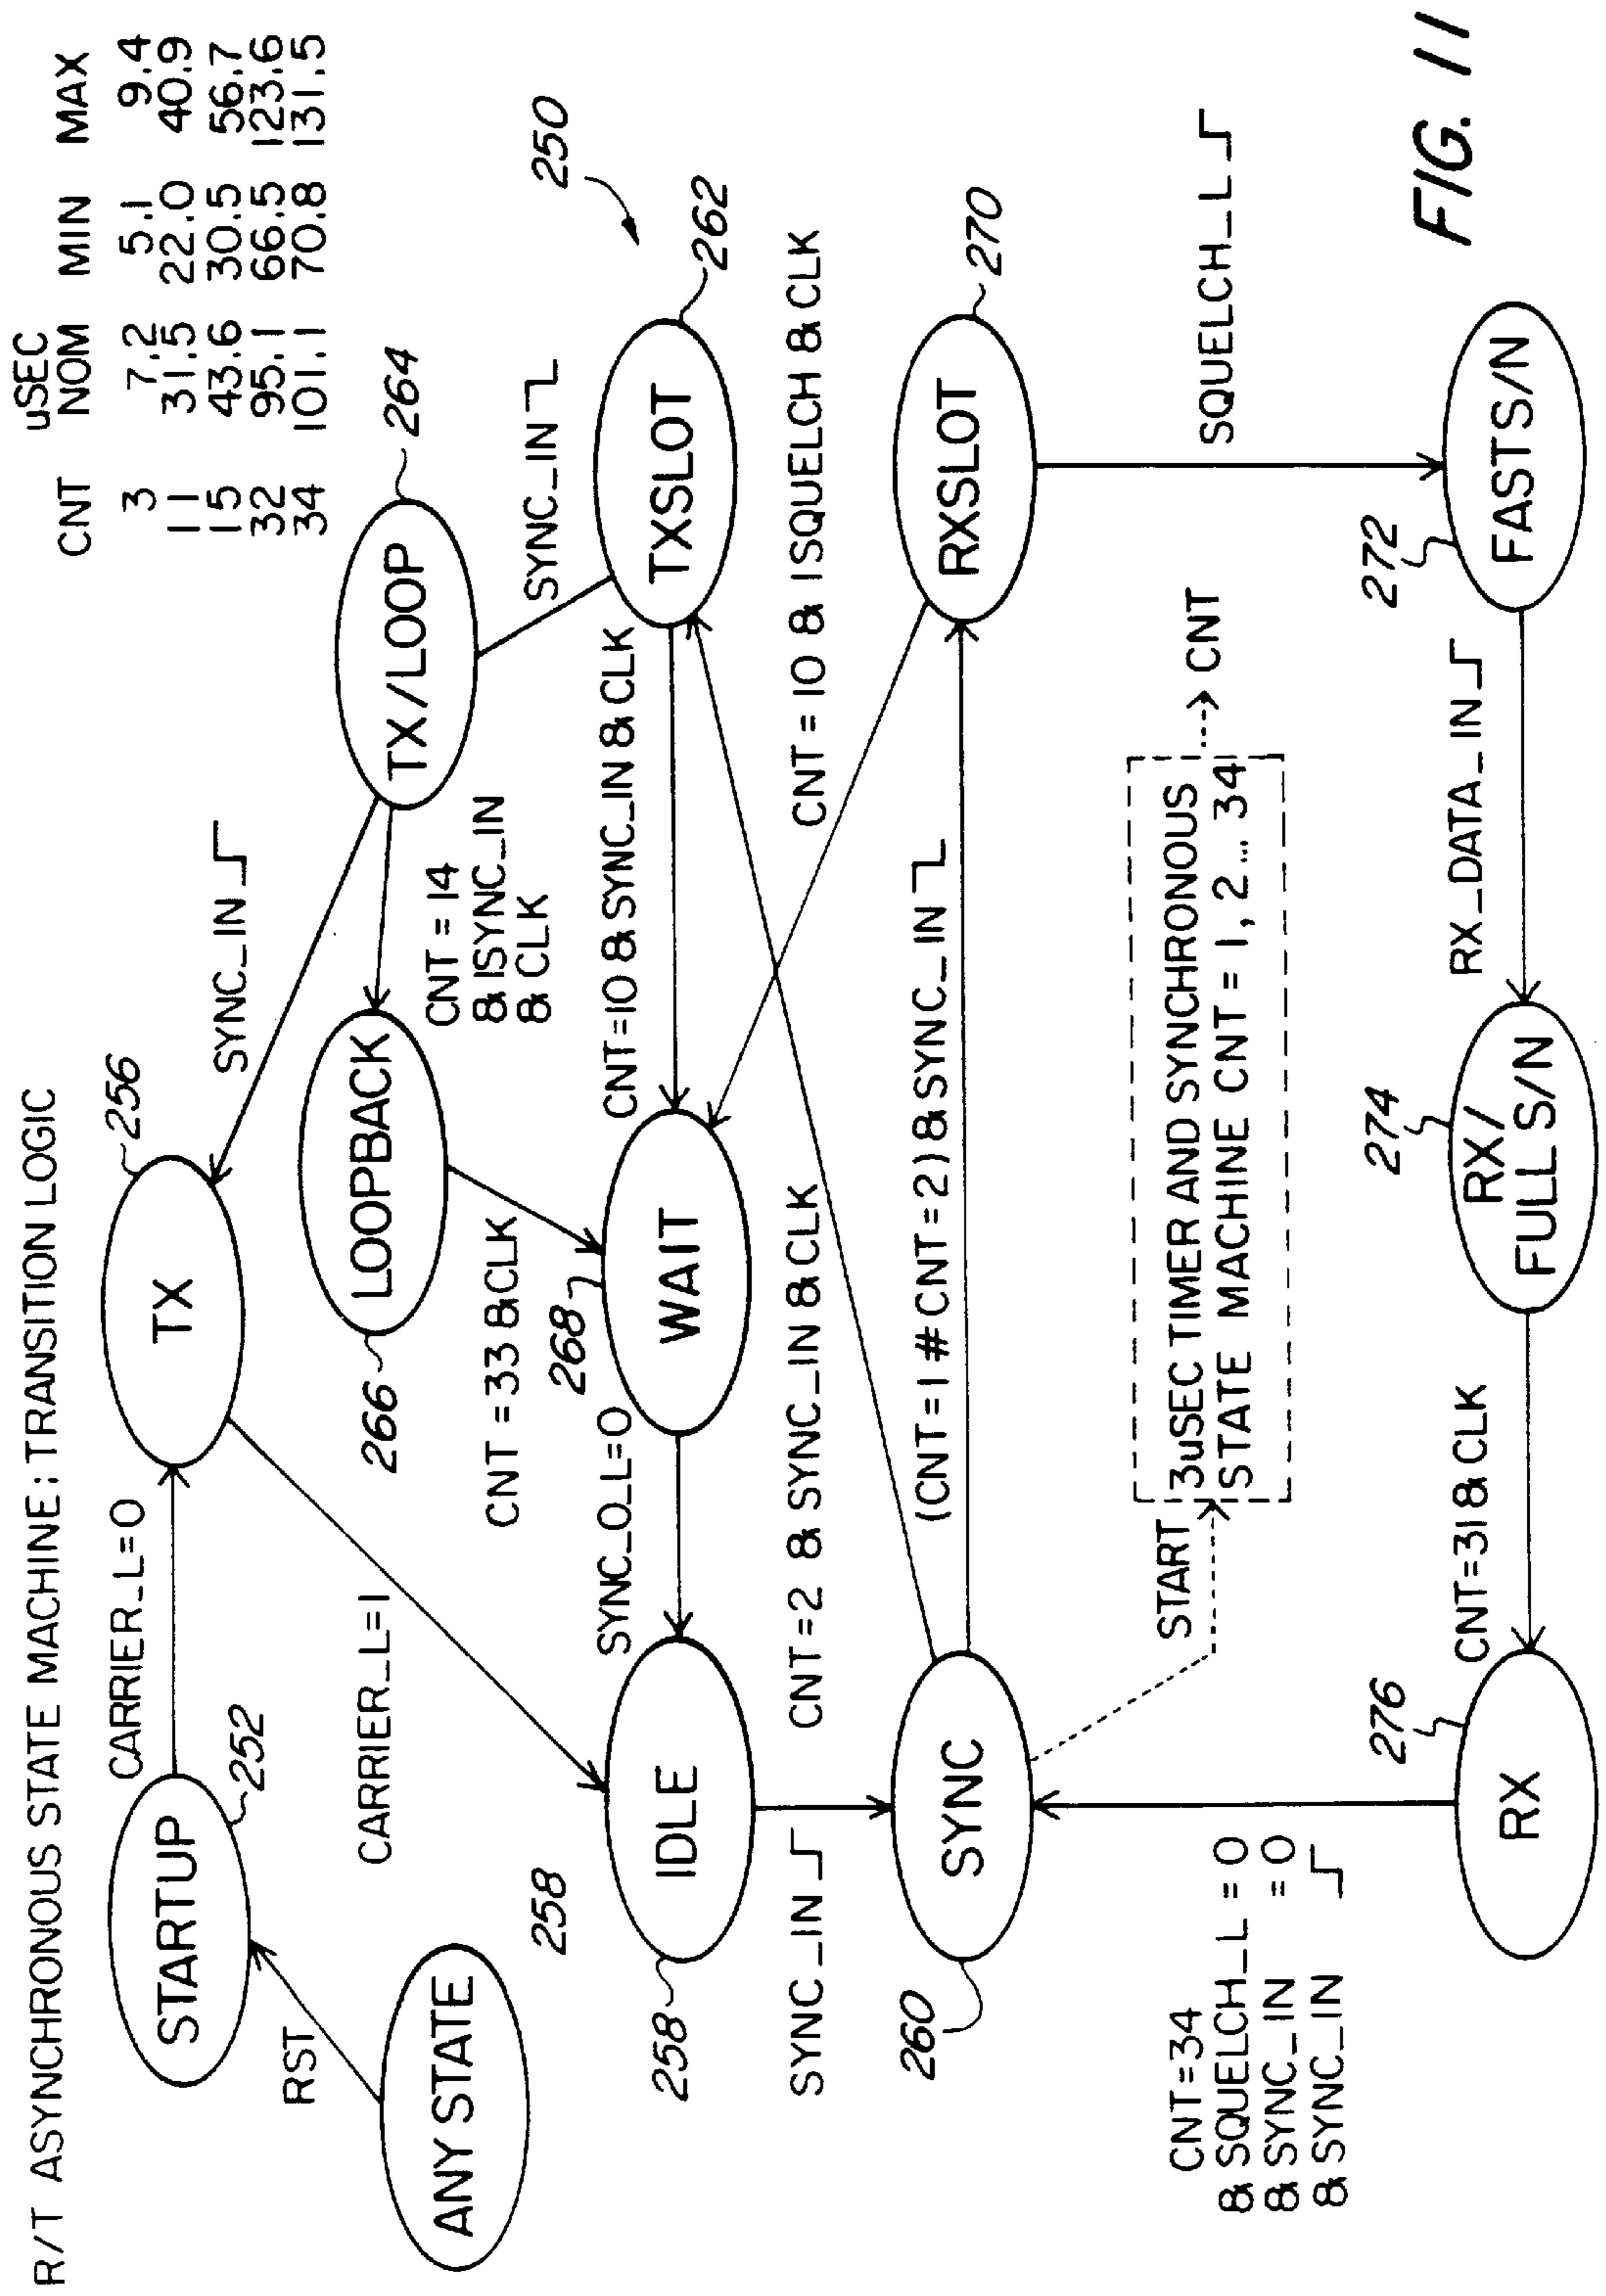 R/T ASYNCHRONOUS STATE MACHINE: TRANSITION LOGIC
uSEC
CNT NOM MIN MAX
3 7.2 5.1 9.4
11 31.5 22.0 40.9
15 43.6 30.5 56.7
32 95.1 66.5 123.6
34 101.1 70.8 131.5
STARTUP
252
CARRIER_L=0
TX
256
SYNC_IN
RST
ANY STATE
CARRIER_L=1
LOOPBACK
266
CNT=14
& ISYNC_IN
& CLK
TX/LOOP
264
SYNC_IN
250
258
258
IDLE
SYNC_O_L=0
CNT = 33 & CLK
268
WAIT
CNT=10 & SYNC_IN & CLK
TXSLOT
262
SYNC_IN
CNT=2 & SYNC_IN & CLK
CNT = 10 & ISQUELCH & CLK
260
SYNC
(CNT=1 # CNT=2) & SYNC_IN
RXSLOT
270
START
3uSEC TIMER AND SYNCHRONOUS
STATE MACHINE CNT = 1, 2 ... 34
CNT
SQUELCH_L
CNT=34
& SQUELCH_L = 0
& SYNC_IN = 0
& SYNC_IN
276
RX
CNT=31 & CLK
274
RX/
FULL S/N
RX_DATA_IN
272
FASTS/N
FIG. 11